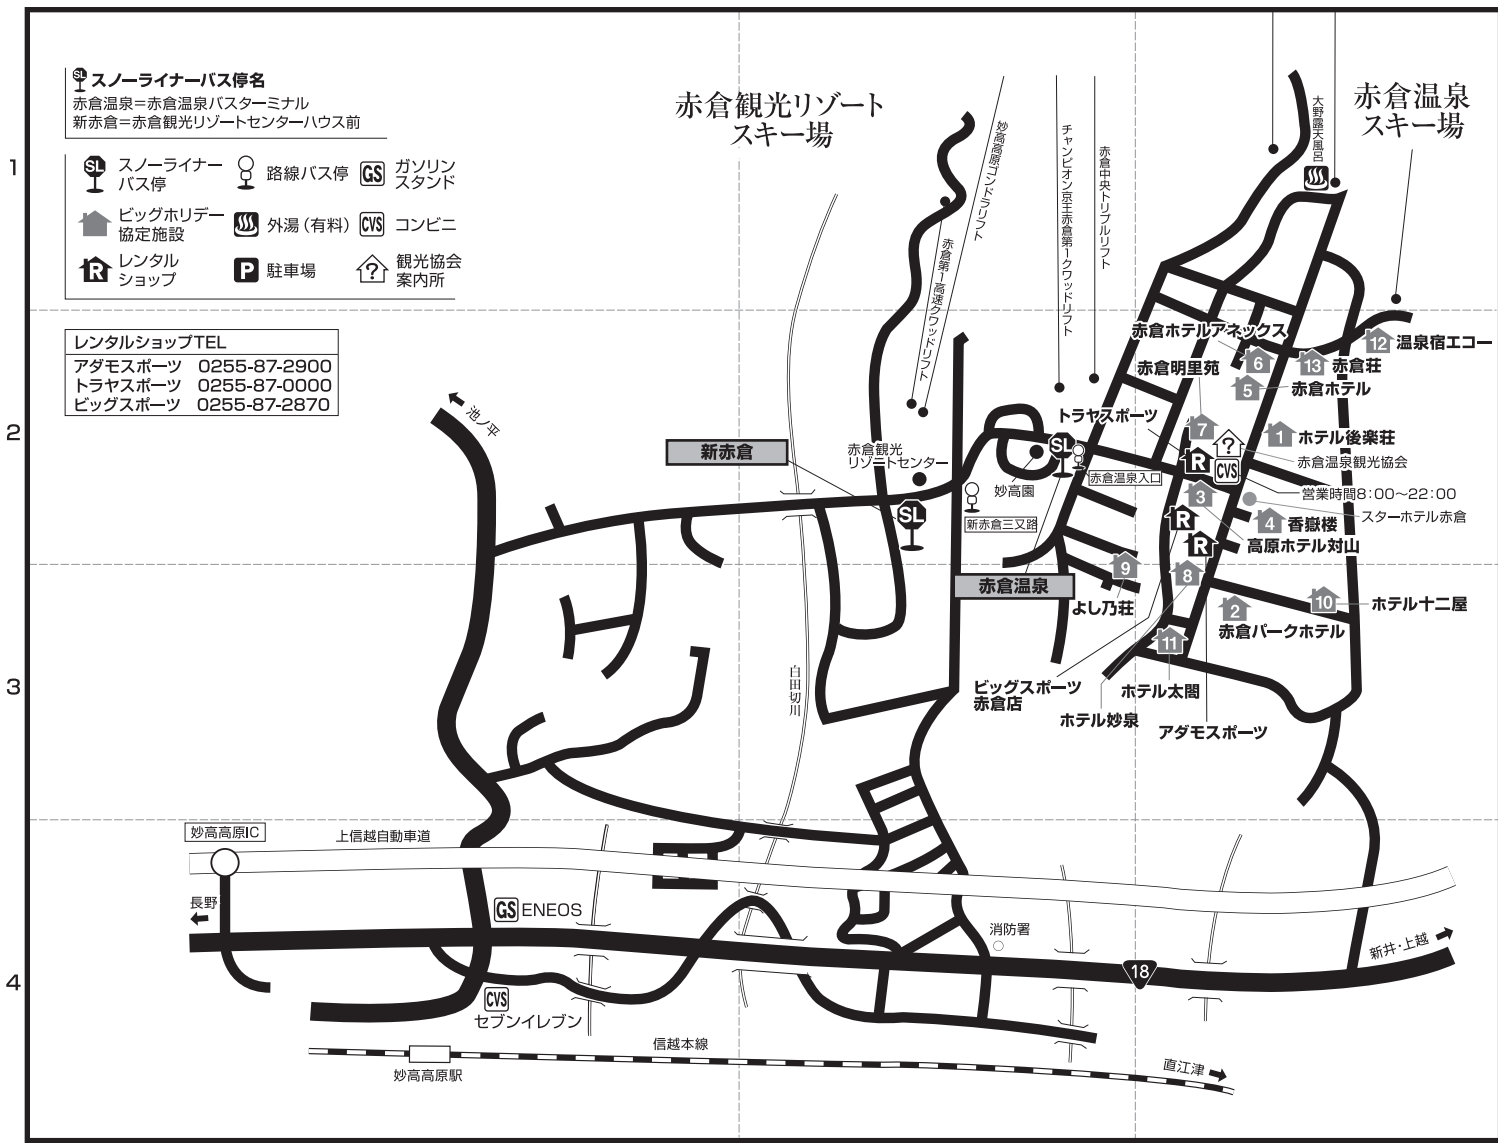 SL スノーライナーバス停名
赤倉温泉=赤倉温泉バスターミナル
新赤倉=赤倉観光リゾートセンターハウス前
SL スノーライナー
バス停
路線バス停
GS ガソリン
スタンド
ビッグホリデー
協定施設
外湯(有料)
CVS コンビニ
R レンタル
ショップ
P 駐車場
? 観光協会
案内所
レンタルショップTEL
アダモスポーツ 0255-87-2900
トラヤスポーツ 0255-87-0000
ビッグスポーツ 0255-87-2870
1
2
3
4
赤倉観光リゾート
スキー場
赤倉温泉
スキー場
妙高高原ゴンドラリフト
赤倉第1高速クワッドリフト
チャンピオン京王赤倉第1クワッドリフト
赤倉中央トリプルリフト
大野露天風呂
池ノ平
新赤倉
赤倉観光
リゾートセンター
SL
新赤倉三又路
妙高園
SL
赤倉温泉入口
赤倉温泉
トラヤスポーツ
赤倉ホテルアネックス
6
赤倉明里苑
7
12 温泉宿エコー
13 赤倉荘
5 赤倉ホテル
1 ホテル後楽荘
?
赤倉温泉観光協会
R
CVS
営業時間8:00〜22:00
スターホテル赤倉
3
4 香嶽楼
高原ホテル対山
R
R
9
よし乃荘
8
2
赤倉パークホテル
10
ホテル十二屋
11
ホテル太閤
ビッグスポーツ
赤倉店
ホテル妙泉
アダモスポーツ
白田切川
妙高高原IC
上信越自動車道
長野
GS ENEOS
消防署
18
新井・上越
CVS
セブンイレブン
信越本線
妙高高原駅
直江津